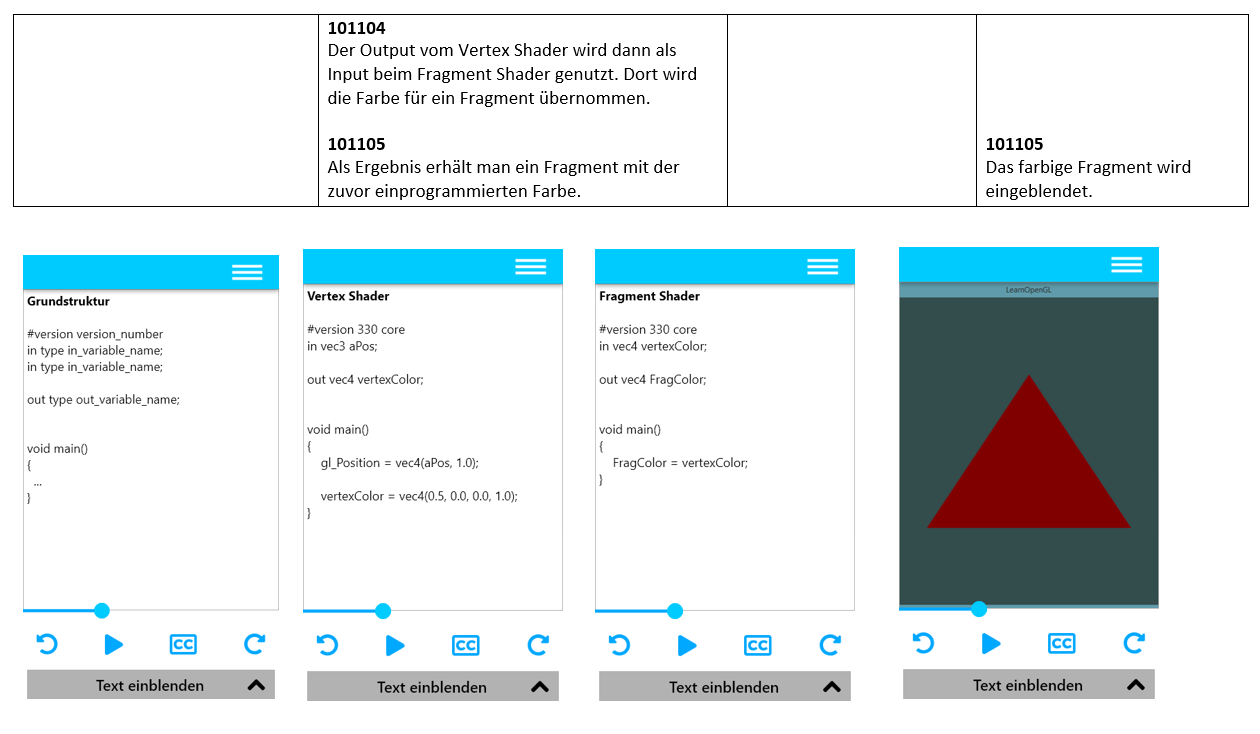 101104
Der Output vom Vertex Shader wird dann als
Input beim Fragment Shader genutzt. Dort wird
die Farbe für ein Fragment übernommen.
101105
Als Ergebnis erhält man ein Fragment mit der
zuvor einprogrammierten Farbe.
101105
Das farbige Fragment wird
eingeblendet.
Grundstruktur
#version version_number
in type in_variable_name;
in type in_variable_name;
out type out_variable_name;
void main()
{
...
}
CC
Text einblenden
Vertex Shader
#version 330 core
in vec3 aPos;
out vec4 vertexColor;
void main()
{
gl_Position = vec4(aPos, 1.0);
vertexColor = vec4(0.5, 0.0, 0.0, 1.0);
}
CC
Text einblenden
Fragment Shader
#version 330 core
in vec4 vertexColor;
out vec4 FragColor;
void main()
{
FragColor = vertexColor;
}
CC
Text einblenden
LearnOpenGL
CC
Text einblenden